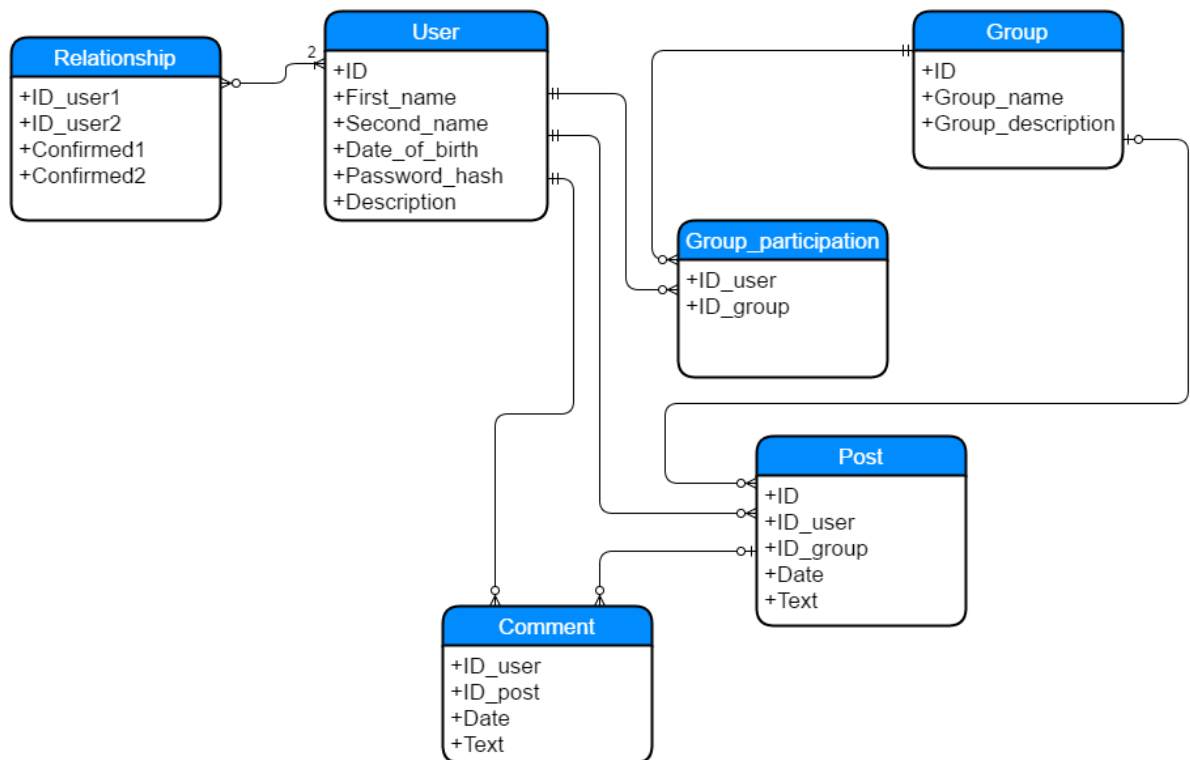 Relationship
+ID_user1
+ID_user2
+Confirmed1
+Confirmed2
2
User
+ID
+First_name
+Second_name
+Date_of_birth
+Password_hash
+Description
Group
+ID
+Group_name
+Group_description
Group_participation
+ID_user
+ID_group
Post
+ID
+ID_user
+ID_group
+Date
+Text
Comment
+ID_user
+ID_post
+Date
+Text